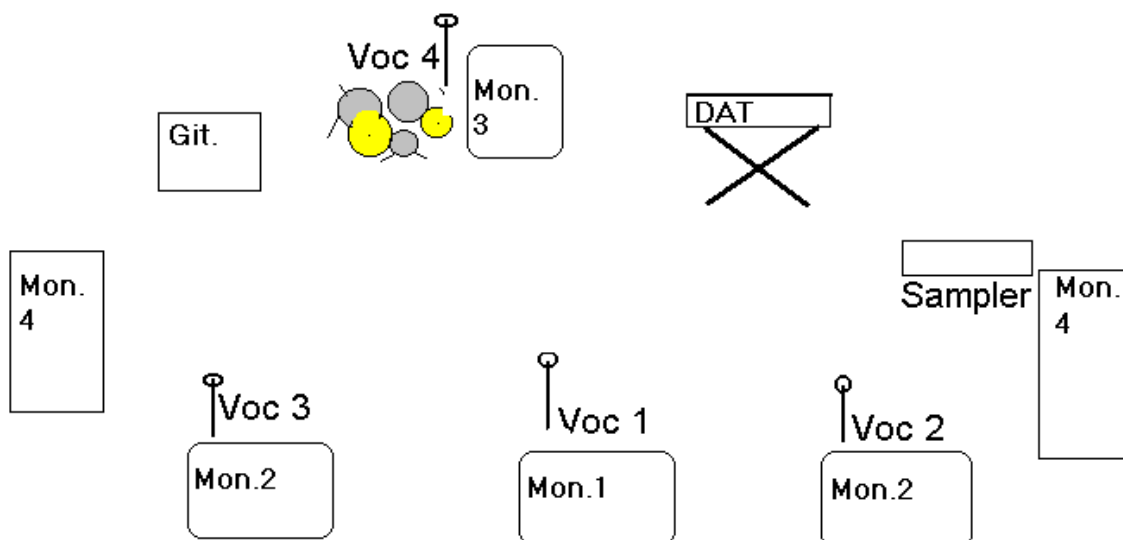 Voc 4
Mon.
3
DAT
Git.
Mon.
4
Sampler
Mon.
4
Voc 3
Voc 1
Voc 2
Mon.2
Mon.1
Mon.2